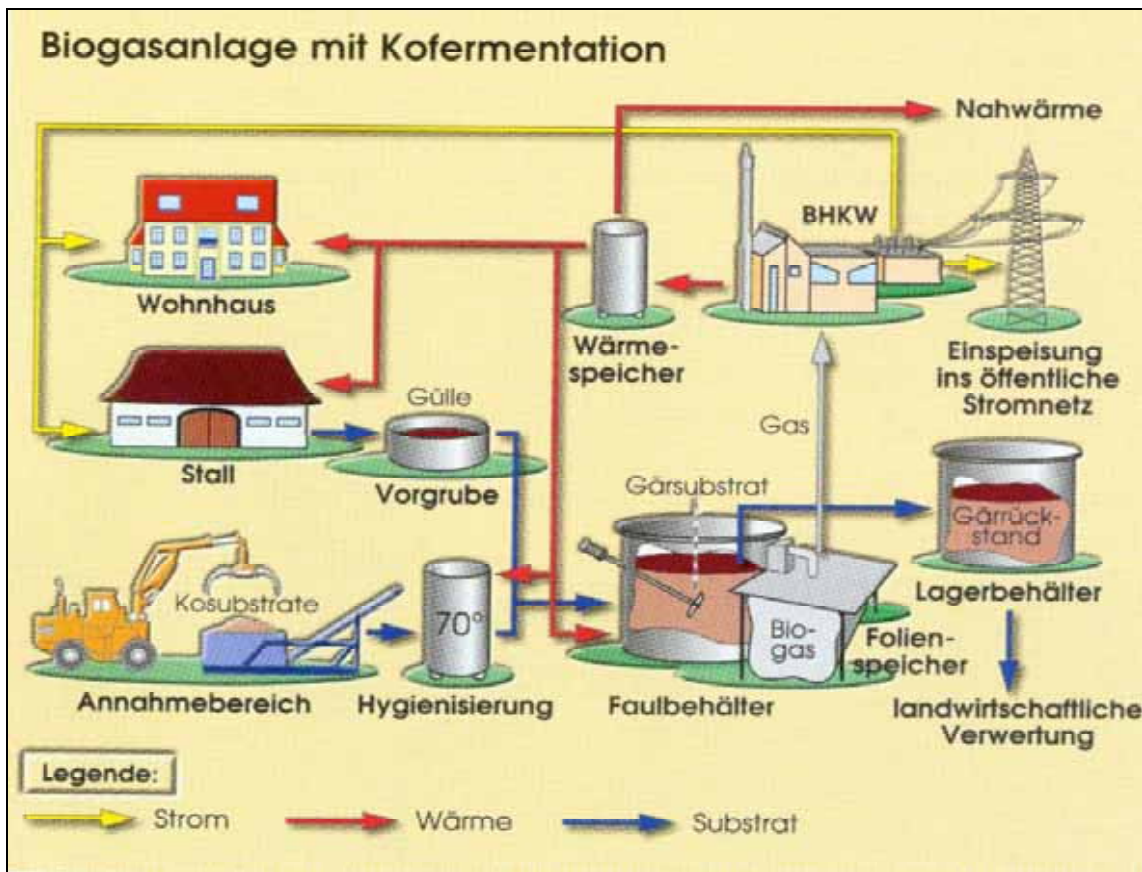 Biogasanlage mit Kofermentation
Nahwärme
BHKW
Wohnhaus
Wärme-
speicher
Einspeisung
ins öffentliche
Stromnetz
Gülle
Gas
Stall
Vorgrube
Gärsubstrat
Gärrück-
stand
Lagerbehälter
Kosubstrate
70°
Bio-
gas
Folien-
speicher
Annahmebereich
Hygienisierung
Faulbehälter
landwirtschaftliche
Verwertung
Legende:
Strom
Wärme
Substrat